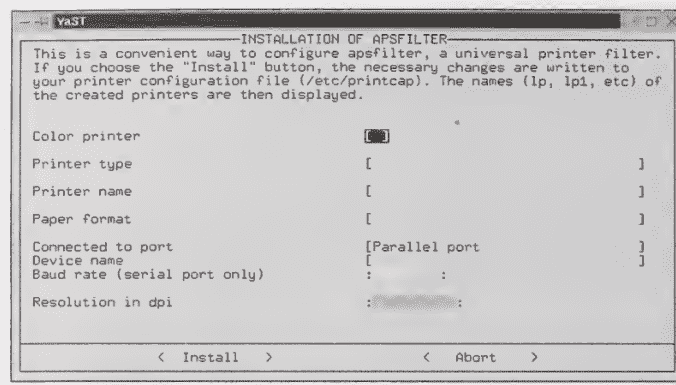 YaST
INSTALLATION OF APSFILTER
This is a convenient way to configure apsfilter, a universal printer filter.
If you choose the "Install" button, the necessary changes are written to
your printer configuration file (/etc/printcap). The names (lp, lp1, etc) of
the created printers are then displayed.
Color printer [ ]
Printer type [ ]
Printer name [ ]
Paper format [ ]
Connected to port [Parallel port ]
Device name [ ]
Baud rate (serial port only) : :
Resolution in dpi : :
< Install > < Abort >